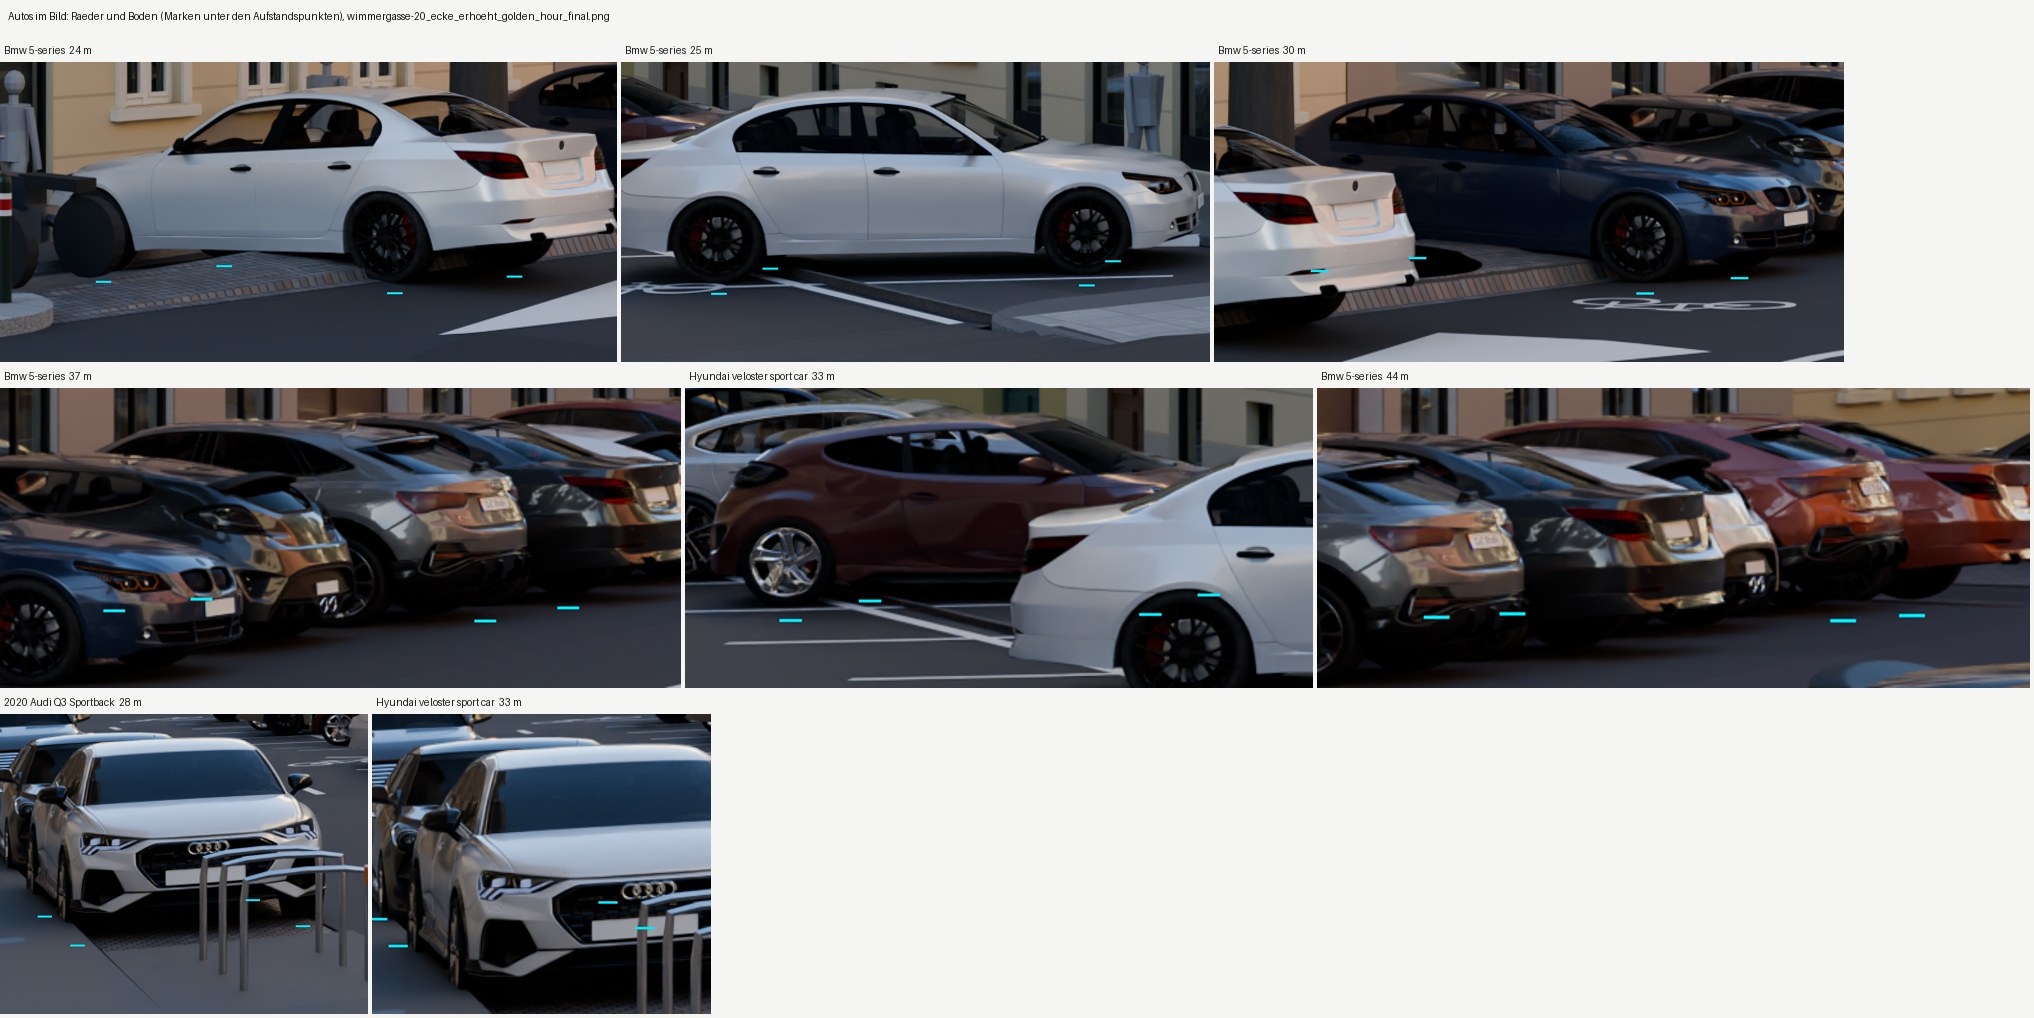 Autos im Bild: Raeder und Boden (Marken unter den Aufstandspunkten), wimmergasse-20_ecke_erhoeht_golden_hour_final.png
Bmw 5-series 24 m
Bmw 5-series 25 m
Bmw 5-series 30 m
Bmw 5-series 37 m
Hyundai veloster sport car 33 m
Bmw 5-series 44 m
2020 Audi Q3 Sportback 28 m
Hyundai veloster sport car 33 m